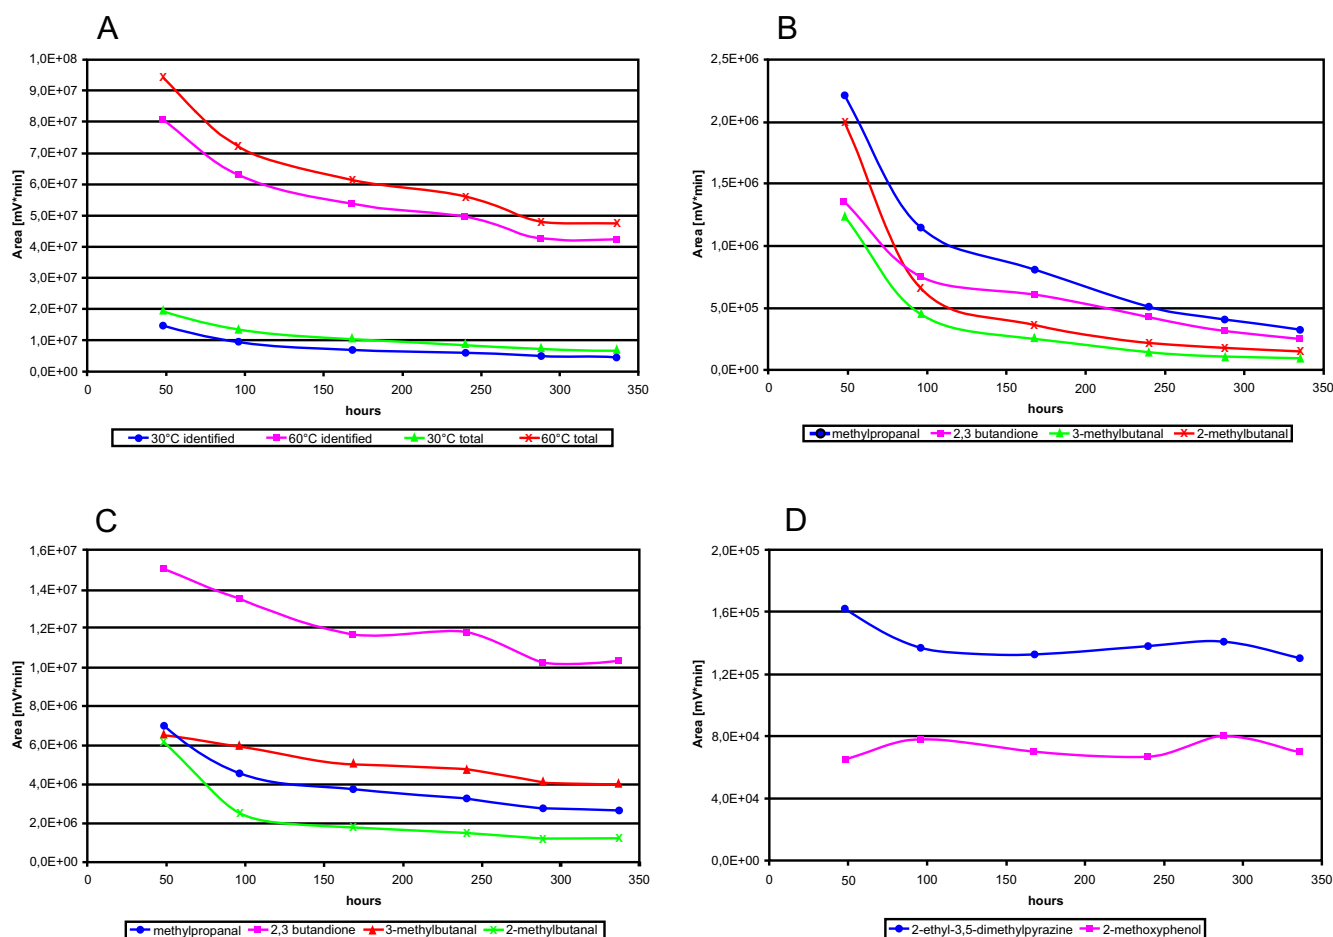 A
Area [mV*min]
1,0E+08
9,0E+07
8,0E+07
7,0E+07
6,0E+07
5,0E+07
4,0E+07
3,0E+07
2,0E+07
1,0E+07
0,0E+00
0 50 100 150 200 250 300 350
hours
30°C identified 60°C identified 30°C total 60°C total
B
Area [mV*min]
2,5E+06
2,0E+06
1,5E+06
1,0E+06
5,0E+05
0,0E+00
0 50 100 150 200 250 300 350
hours
methylpropanal 2,3 butandione 3-methylbutanal 2-methylbutanal
C
Area [mV*min]
1,6E+07
1,4E+07
1,2E+07
1,0E+07
8,0E+06
6,0E+06
4,0E+06
2,0E+06
0,0E+00
0 50 100 150 200 250 300 350
hours
methylpropanal 2,3 butandione 3-methylbutanal 2-methylbutanal
D
Area [mV*min]
2,0E+05
1,6E+05
1,2E+05
8,0E+04
4,0E+04
0,0E+00
0 50 100 150 200 250 300 350
hours
2-ethyl-3,5-dimethylpyrazine 2-methoxyphenol